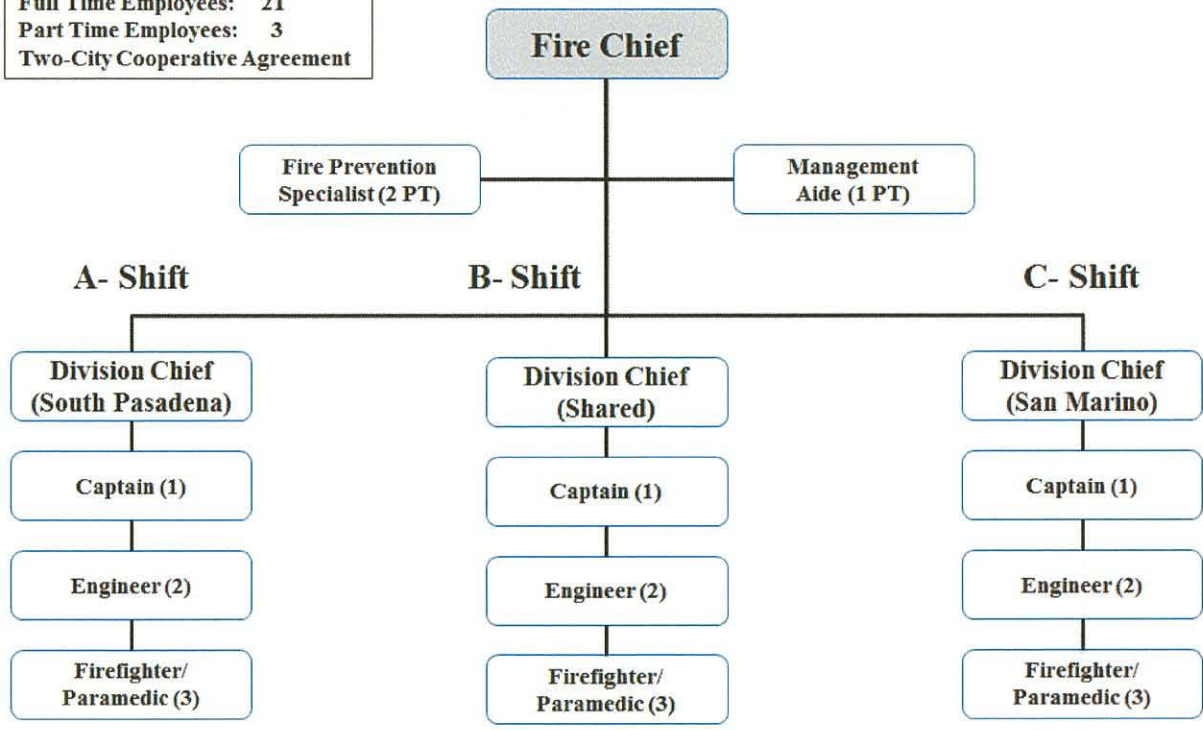 Full Time Employees: 21
Part Time Employees: 3
Two-City Cooperative Agreement
Fire Chief
Fire Prevention
Specialist (2 PT)
Management
Aide (1 PT)
A- Shift
B- Shift
C- Shift
Division Chief
(South Pasadena)
Division Chief
(Shared)
Division Chief
(San Marino)
Captain (1)
Captain (1)
Captain (1)
Engineer (2)
Engineer (2)
Engineer (2)
Firefighter/
Paramedic (3)
Firefighter/
Paramedic (3)
Firefighter/
Paramedic (3)